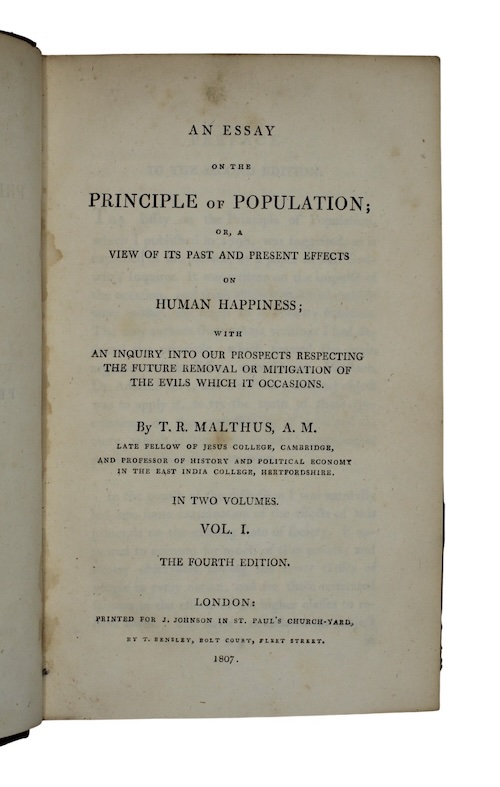 AN ESSAY
ON THE
PRINCIPLE OF POPULATION;
OR, A
VIEW OF ITS PAST AND PRESENT EFFECTS
ON
HUMAN HAPPINESS;
WITH
AN INQUIRY INTO OUR PROSPECTS RESPECTING
THE FUTURE REMOVAL OR MITIGATION OF
THE EVILS WHICH IT OCCASIONS.
By T. R. MALTHUS, A. M.
LATE FELLOW OF JESUS COLLEGE, CAMBRIDGE,
AND PROFESSOR OF HISTORY AND POLITICAL ECONOMY
IN THE EAST INDIA COLLEGE, HERTFORDSHIRE.
IN TWO VOLUMES.
VOL. I.
THE FOURTH EDITION.
LONDON:
PRINTED FOR J. JOHNSON IN ST. PAUL'S CHURCH-YARD,
BY T. BENSLEY, BOLT COURT, FLEET STREET.
1807.